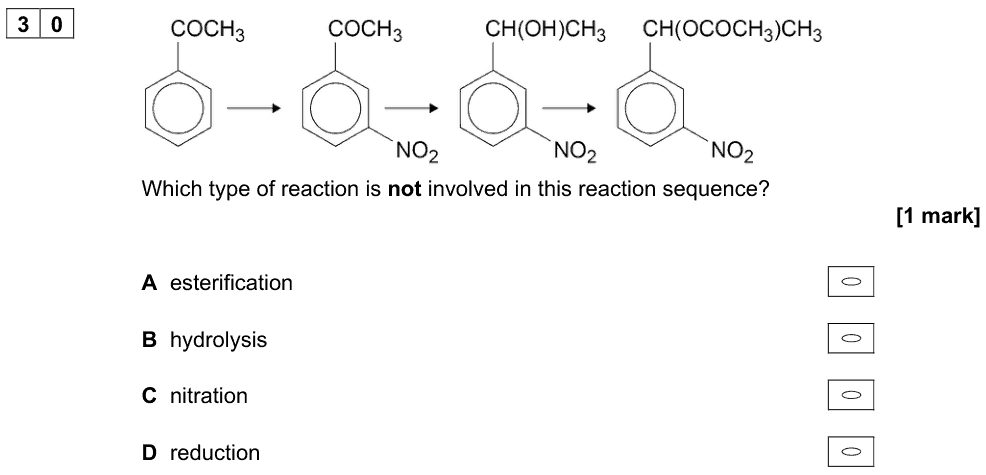 3 0
COCH₃ COCH₃ CH(OH)CH₃ CH(OCOCH₃)CH₃
NO₂ NO₂ NO₂
Which type of reaction is not involved in this reaction sequence?
[1 mark]
A esterification
B hydrolysis
C nitration
D reduction